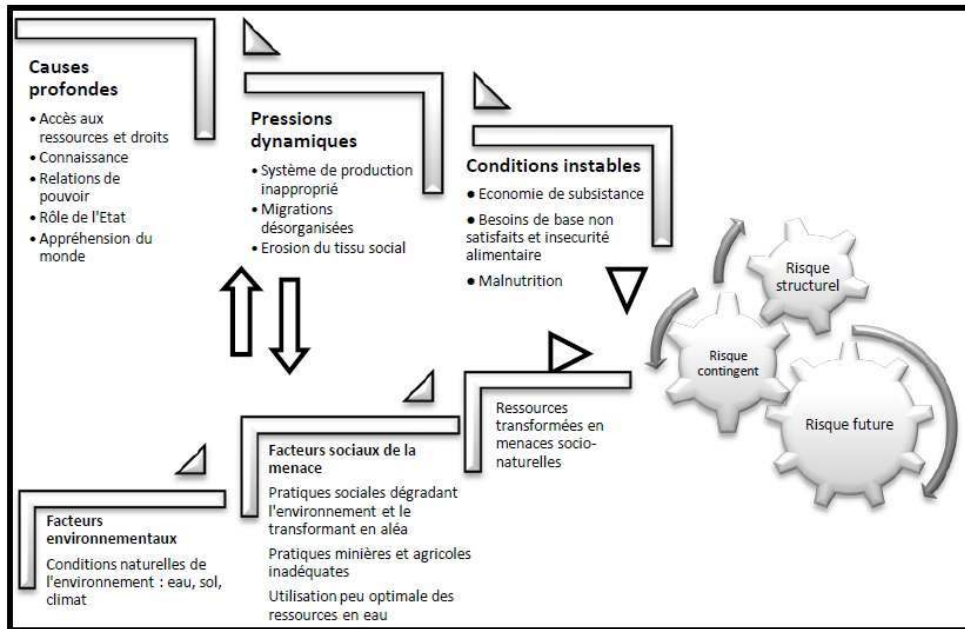 Causes
profondes
• Accès aux
ressources et droits
• Connaissance
• Relations de
pouvoir
• Rôle de l'Etat
• Appréhension du
monde
Pressions
dynamiques
• Système de production
inapproprié
• Migrations
désorganisées
• Erosion du tissu social
Conditions instables
● Economie de subsistance
● Besoins de base non
satisfaits et insecurité
alimentaire
● Malnutrition
Risque
structurel
Risque
contingent
Risque future
Facteurs
environnementaux
Conditions naturelles de
l'environnement : eau, sol,
climat
Facteurs sociaux de la
menace
Pratiques sociales dégradant
l'environnement et le
transformant en aléa
Pratiques minières et agricoles
inadéquates
Utilisation peu optimale des
ressources en eau
Ressources
transformées en
menaces socio-
naturelles